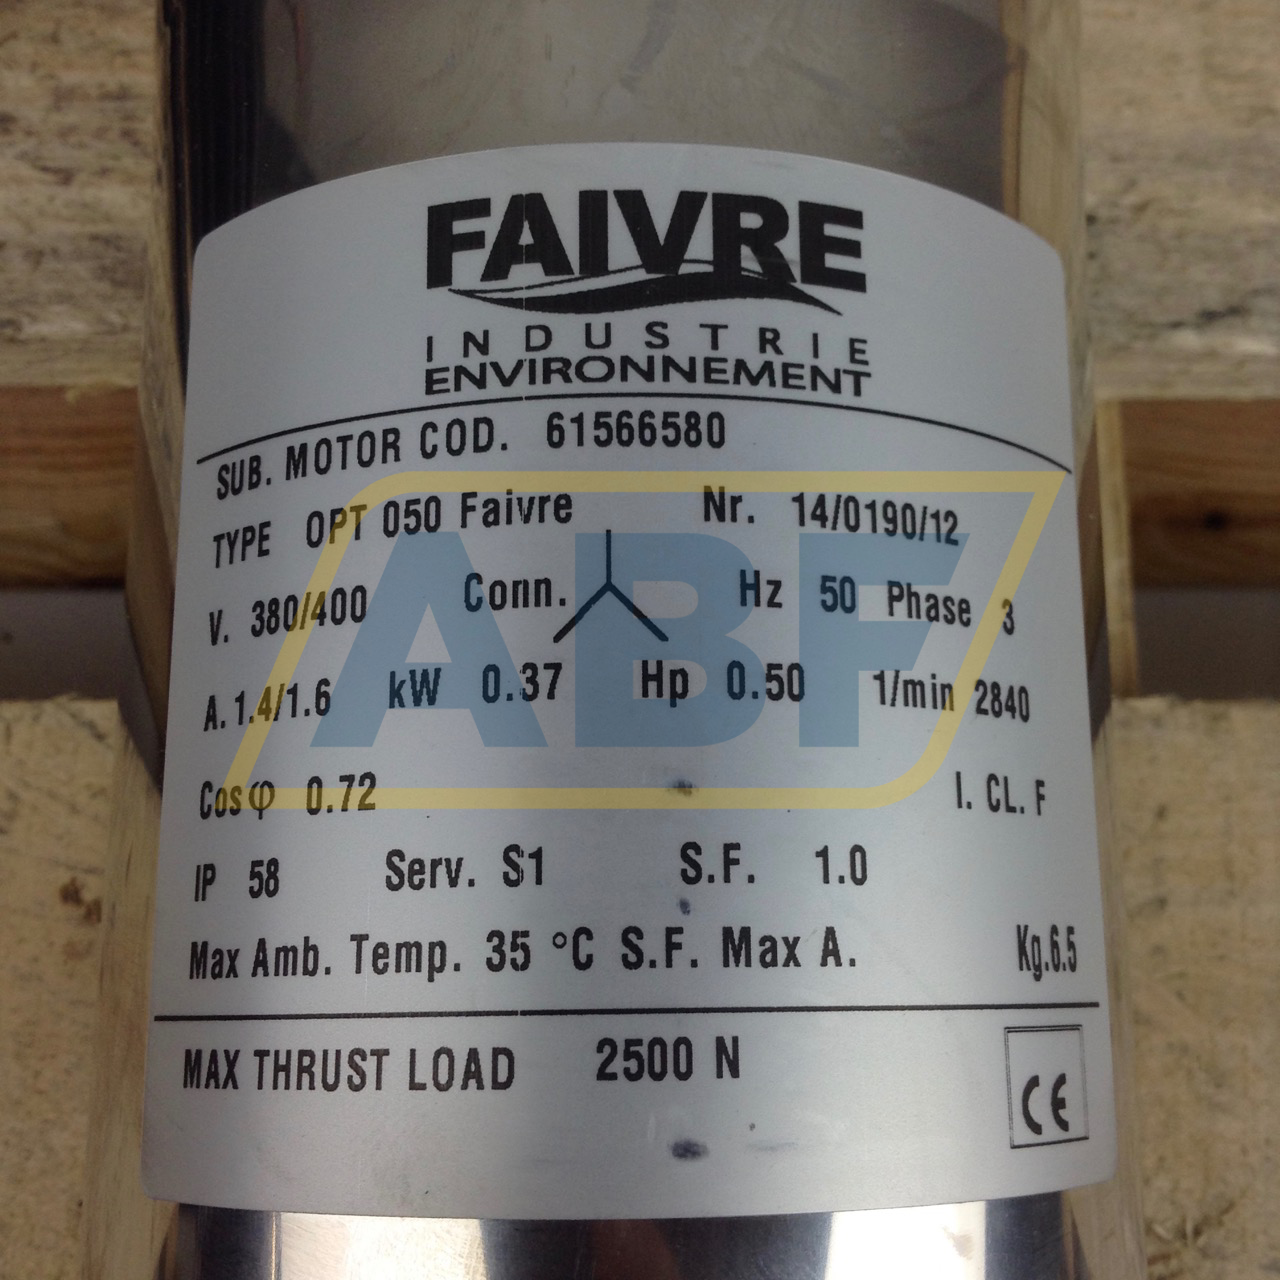 FAIVRE
INDUSTRIE
ENVIRONNEMENT
SUB. MOTOR COD. 61566580
TYPE OPT 050 Faivre Nr. 14/0190/12
V. 380/400 Conn. Hz 50 Phase 3
ABF
A. 1.4/1.6 kW 0.37 Hp 0.50 1/min 2840
Cosφ 0.72 I. CL. F
IP 58 Serv. S1 S.F. 1.0
Max Amb. Temp. 35 °C S.F. Max A. Kg.6.5
MAX THRUST LOAD 2500 N
CE